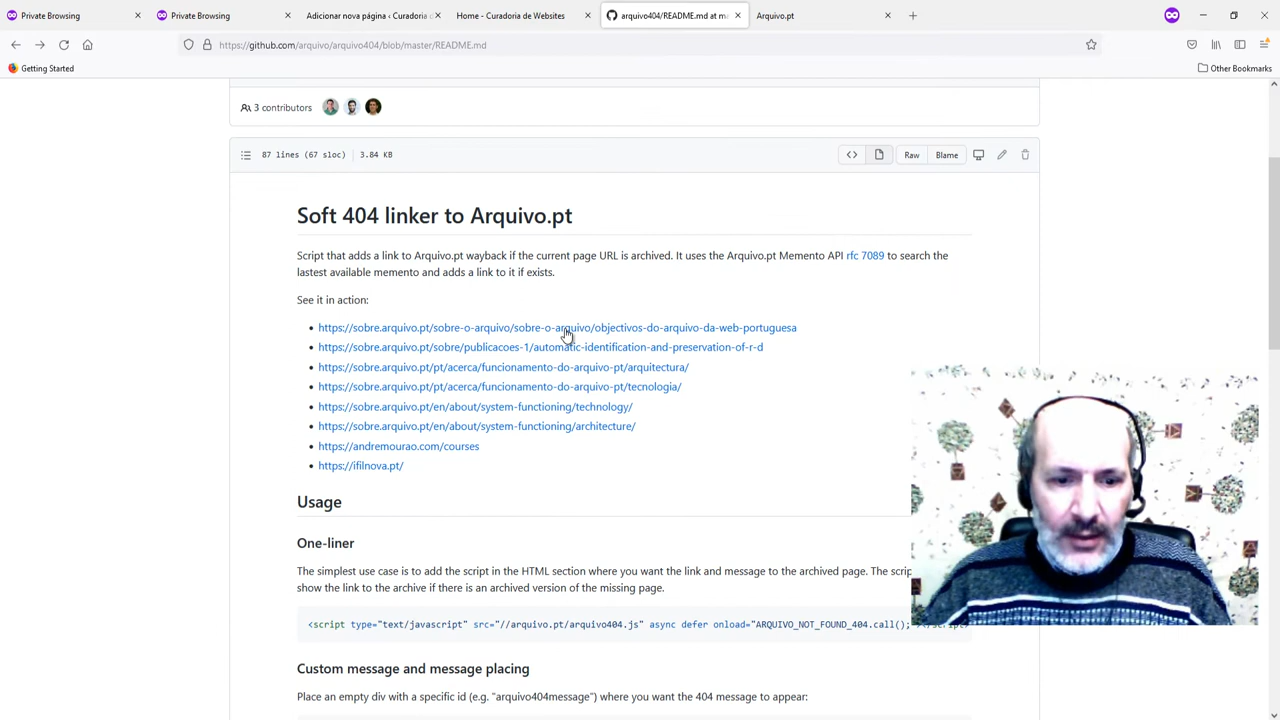 Private Browsing
Private Browsing
Adicionar nova página ‹ Curadoria
Home - Curadoria de Websites
arquivo404/README.md at ma
Arquivo.pt
https://github.com/arquivo/arquivo404/blob/master/README.md
Getting Started
Other Bookmarks
3 contributors
87 lines (67 sloc) 3.84 KB
Raw
Blame
Soft 404 linker to Arquivo.pt
Script that adds a link to Arquivo.pt wayback if the current page URL is archived. It uses the Arquivo.pt Memento API rfc 7089 to search the
lastest available memento and adds a link to it if exists.
See it in action:
• https://sobre.arquivo.pt/sobre-o-arquivo/sobre-o-arquivo/objectivos-do-arquivo-da-web-portuguesa
• https://sobre.arquivo.pt/sobre/publicacoes-1/automatic-identification-and-preservation-of-r-d
• https://sobre.arquivo.pt/pt/acerca/funcionamento-do-arquivo-pt/arquitectura/
• https://sobre.arquivo.pt/pt/acerca/funcionamento-do-arquivo-pt/tecnologia/
• https://sobre.arquivo.pt/en/about/system-functioning/technology/
• https://sobre.arquivo.pt/en/about/system-functioning/architecture/
• https://andremourao.com/courses
• https://ifilnova.pt/
Usage
One-liner
The simplest use case is to add the script in the HTML section where you want the link and message to the archived page. The scrip
show the link to the archive if there is an archived version of the missing page.
<script type="text/javascript" src="//arquivo.pt/arquivo404.js" async defer onload="ARQUIVO_NOT_FOUND_404.call();
Custom message and message placing
Place an empty div with a specific id (e.g. "arquivo404message") where you want the 404 message to appear: